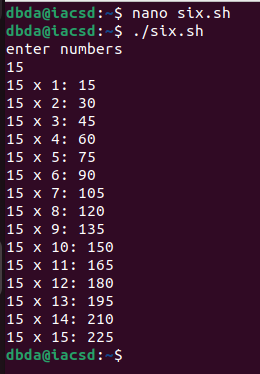 dbda@iacsd:~$ nano six.sh
dbda@iacsd:~$ ./six.sh
enter numbers
15
15 x 1: 15
15 x 2: 30
15 x 3: 45
15 x 4: 60
15 x 5: 75
15 x 6: 90
15 x 7: 105
15 x 8: 120
15 x 9: 135
15 x 10: 150
15 x 11: 165
15 x 12: 180
15 x 13: 195
15 x 14: 210
15 x 15: 225
dbda@iacsd:~$